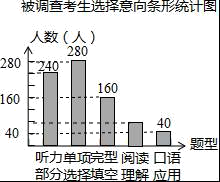 被调查考生选择意向条形统计图
人数（人）
280
280
240
160
160
40
40
题型
听力 单项 完型 阅读 口语
部分 选择 填空 理解 应用